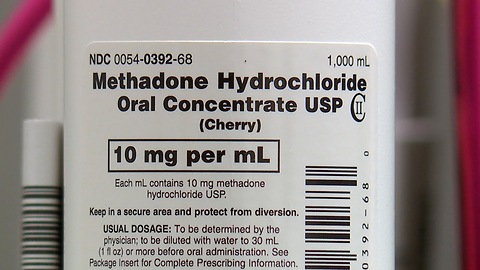 NDC 0054-0392-68 1,000 mL
Methadone Hydrochloride
Oral Concentrate USP CII
(Cherry)
10 mg per mL
Each mL contains 10 mg methadone
hydrochloride USP.
Keep in a secure area and protect from diversion.
USUAL DOSAGE: To be determined by the
physician; to be diluted with water to 30 mL
(1 fl oz) or more before oral administration. See
Package Insert for Complete Prescribing Information.
0392-68 0